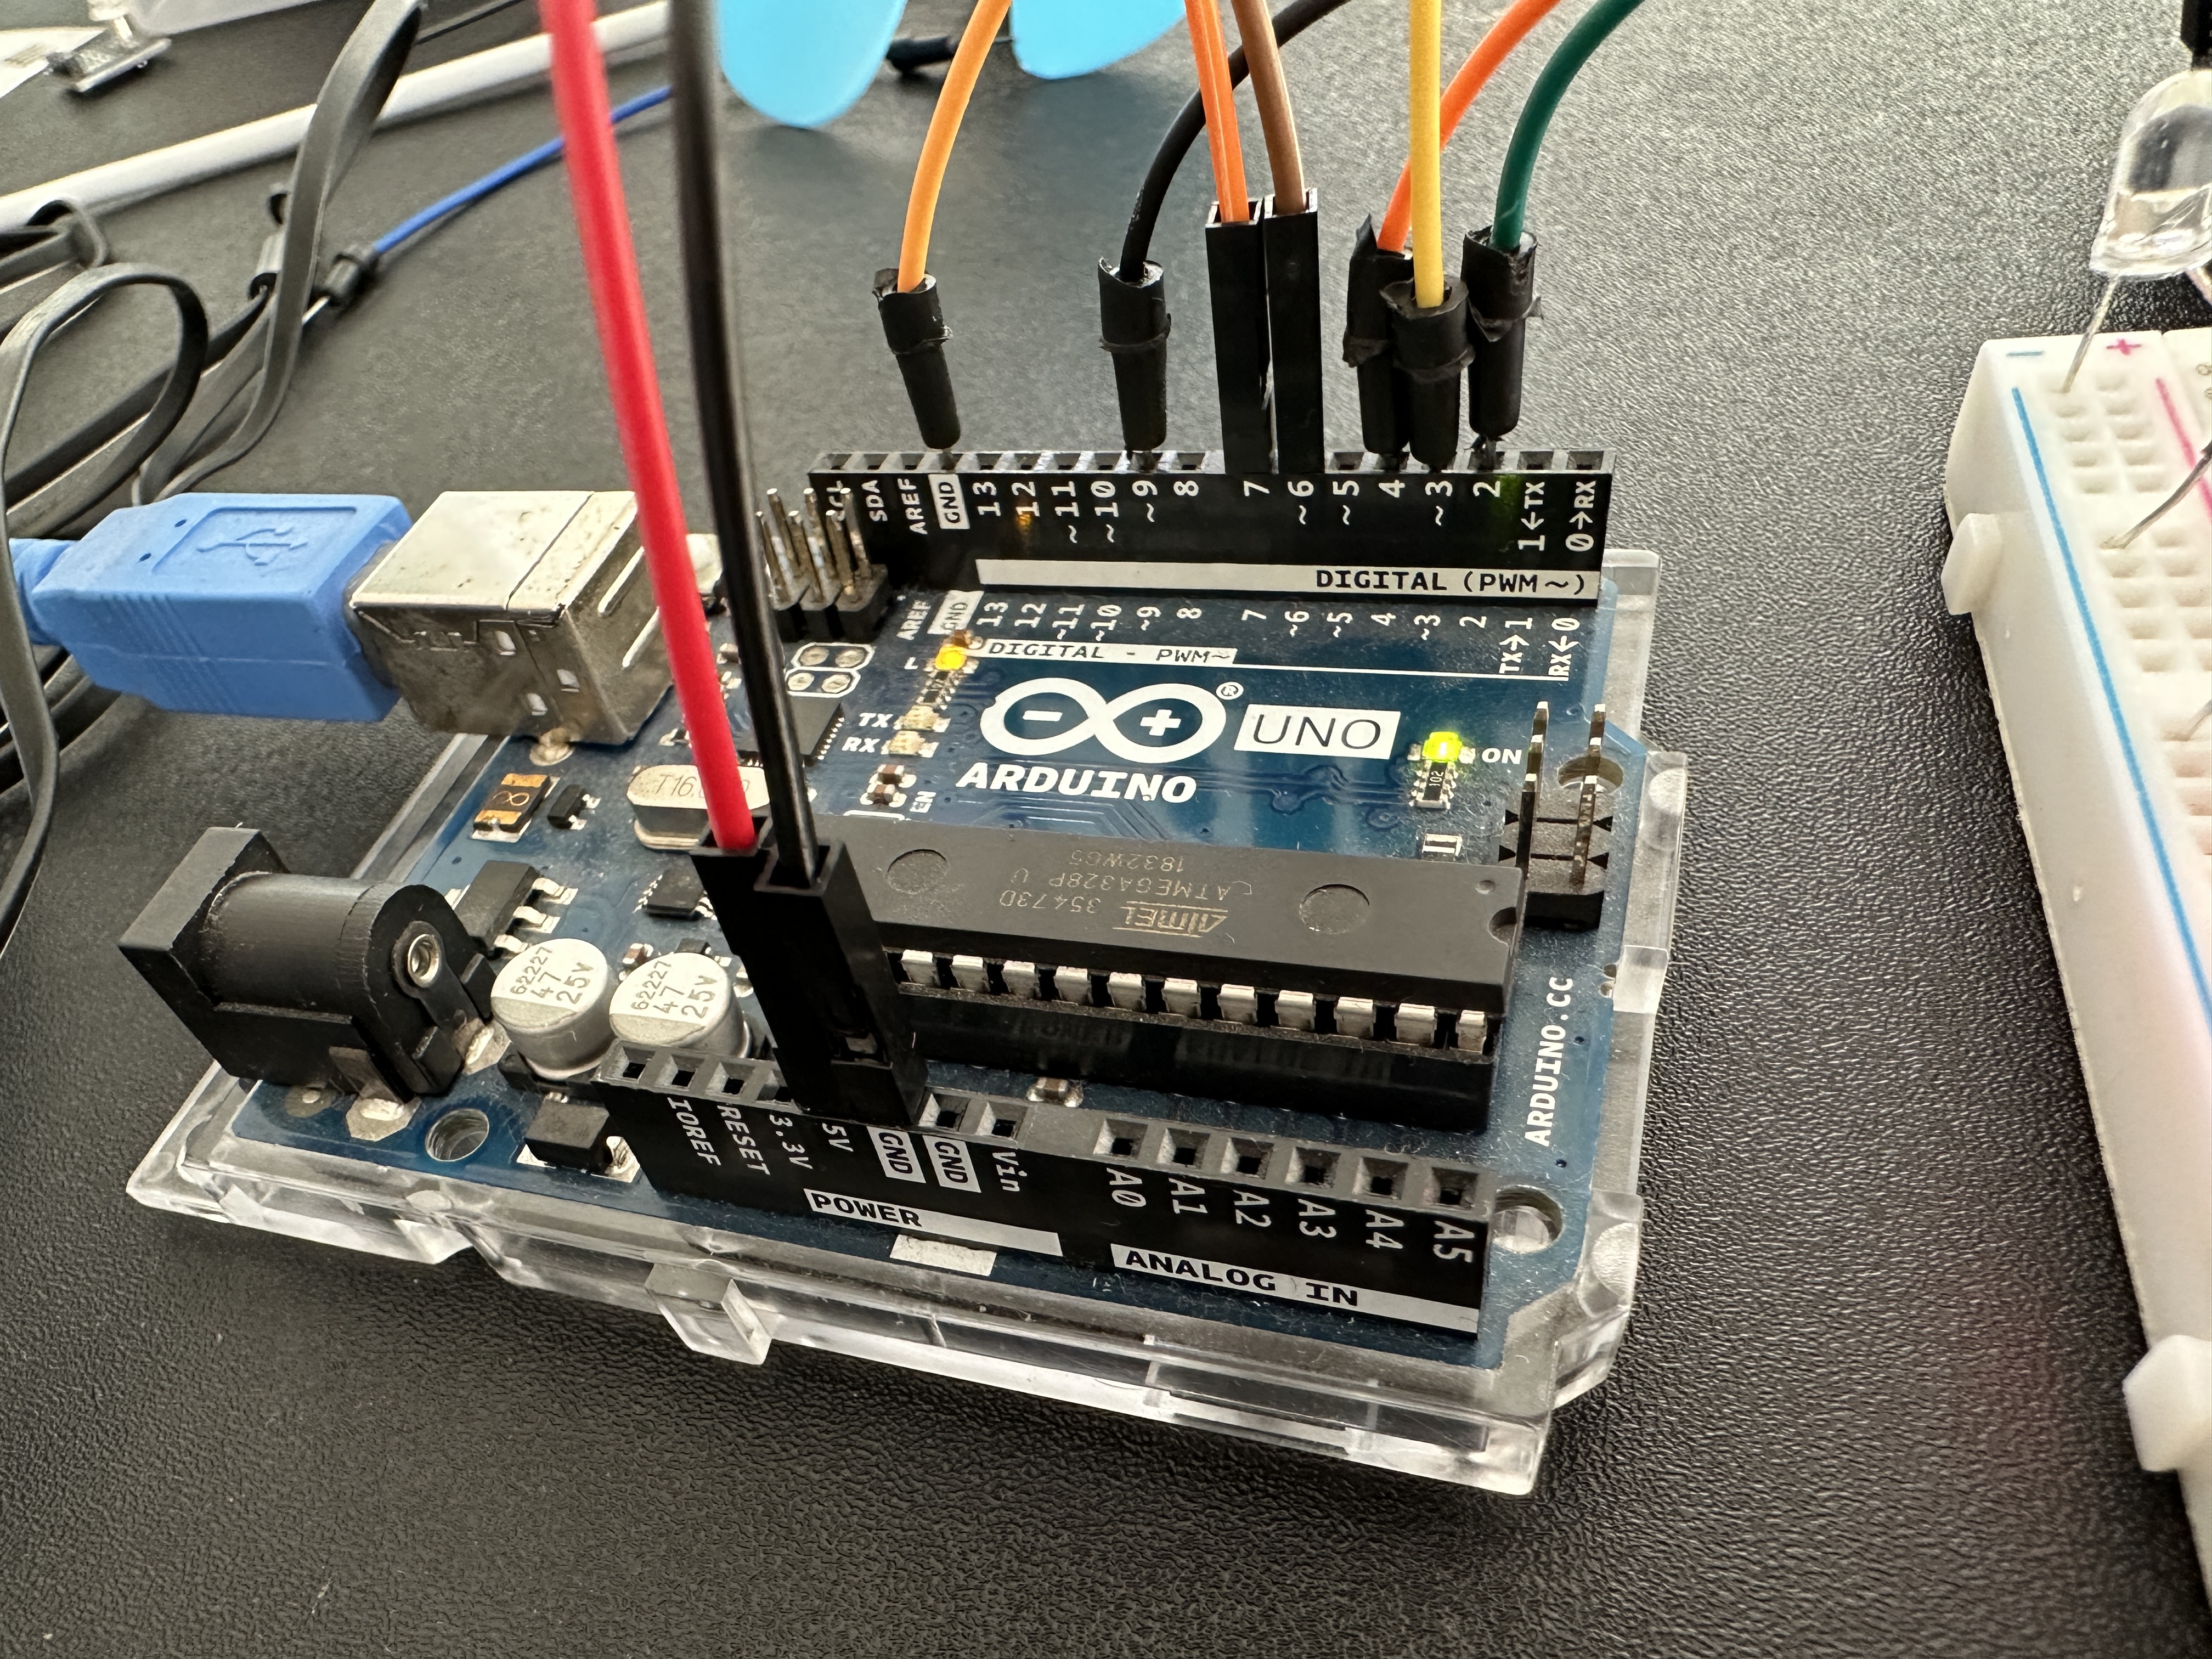 SDA
AREF
GND
13
12
~11
~10
~9
8
7
~6
~5
4
~3
2
1←TX
0→RX
DIGITAL (PWM~)
AREF
GND
13
12
~11
~10
~9
8
7
~6
~5
4
~3
2
TX→1
RX←0
DIGITAL - PWM~
L
TX
RX
UNO
ARDUINO
ON
102
ATMEL 35473D
ATMEGA328P U
1832W65
62227
47
25V
62227
47
25V
ARDUINO.CC
IOREF
RESET
3.3V
5V
GND
GND
Vin
A0
A1
A2
A3
A4
A5
POWER
ANALOG IN